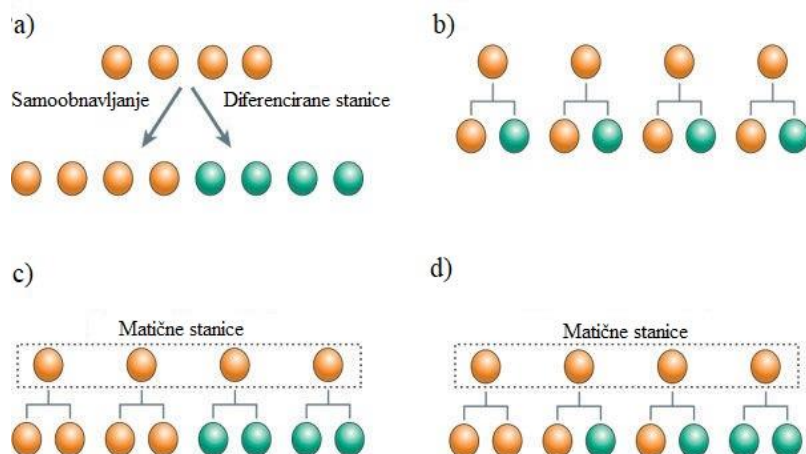 a)
b)
Samoobnavljanje
Diferencirane stanice
c)
d)
Matične stanice
Matične stanice